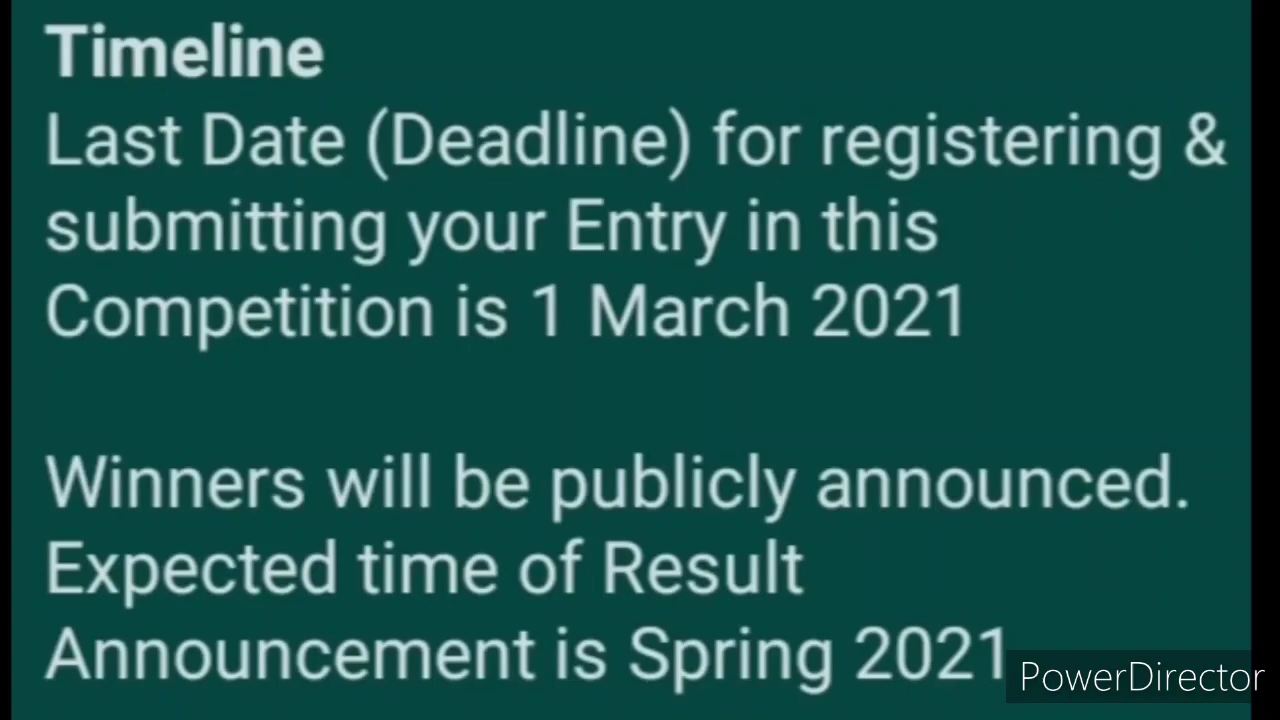 Timeline
Last Date (Deadline) for registering &
submitting your Entry in this
Competition is 1 March 2021
Winners will be publicly announced.
Expected time of Result
Announcement is Spring 2021
PowerDirector